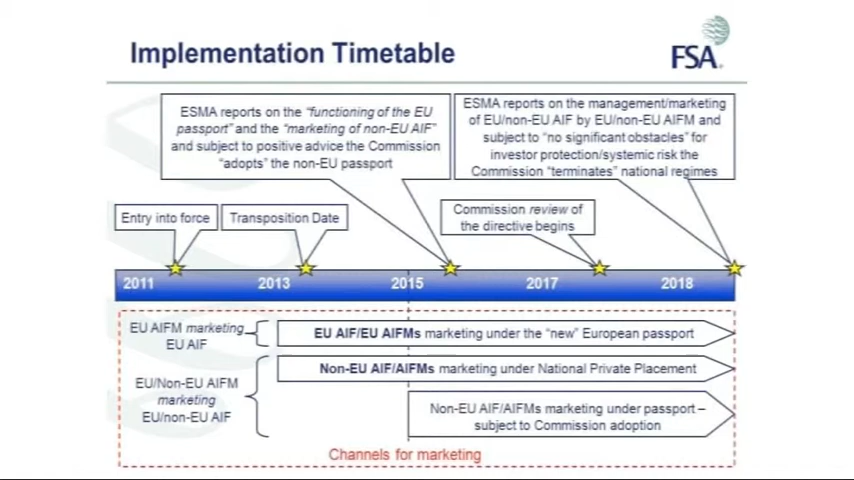 Implementation Timetable
FSA
ESMA reports on the "functioning of the EU
passport" and the "marketing of non-EU AIF"
and subject to positive advice the Commission
"adopts" the non-EU passport
ESMA reports on the management/marketing
of EU/non-EU AIF by EU/non-EU AIFM and
subject to "no significant obstacles" for
investor protection/systemic risk the
Commission "terminates" national regimes
Entry into force
Transposition Date
Commission review of
the directive begins
2011
2013
2015
2017
2018
EU AIFM marketing
EU AIF
EU AIF/EU AIFMs marketing under the "new" European passport
EU/Non-EU AIFM
marketing
EU/non-EU AIF
Non-EU AIF/AIFMs marketing under National Private Placement
Non-EU AIF/AIFMs marketing under passport –
subject to Commission adoption
Channels for marketing